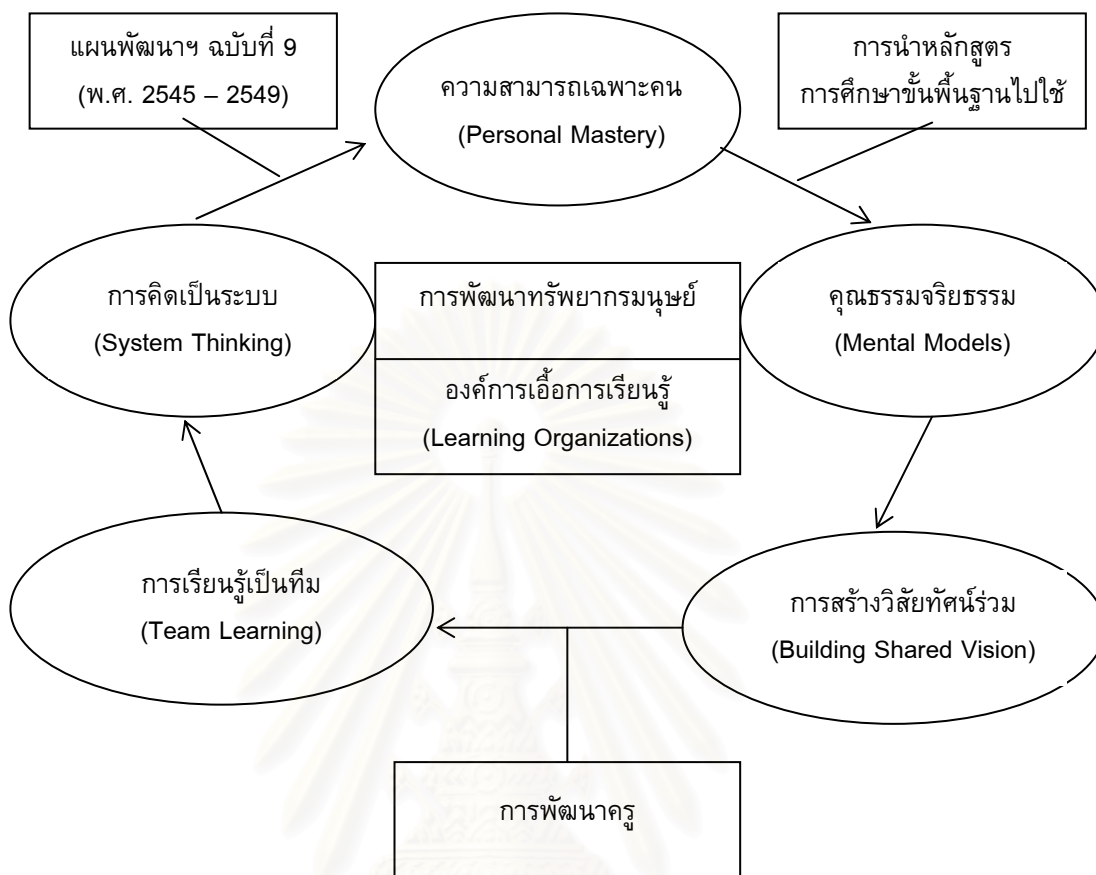 แผนพัฒนาฯ ฉบับที่ 9
(พ.ศ. 2545 – 2549)
ความสามารถเฉพาะคน
(Personal Mastery)
การนำหลักสูตร
การศึกษาขั้นพื้นฐานไปใช้
การคิดเป็นระบบ
(System Thinking)
การพัฒนาทรัพยากรมนุษย์
องค์การเอื้อการเรียนรู้
(Learning Organizations)
คุณธรรมจริยธรรม
(Mental Models)
การเรียนรู้เป็นทีม
(Team Learning)
การสร้างวิสัยทัศน์ร่วม
(Building Shared Vision)
การพัฒนาครู